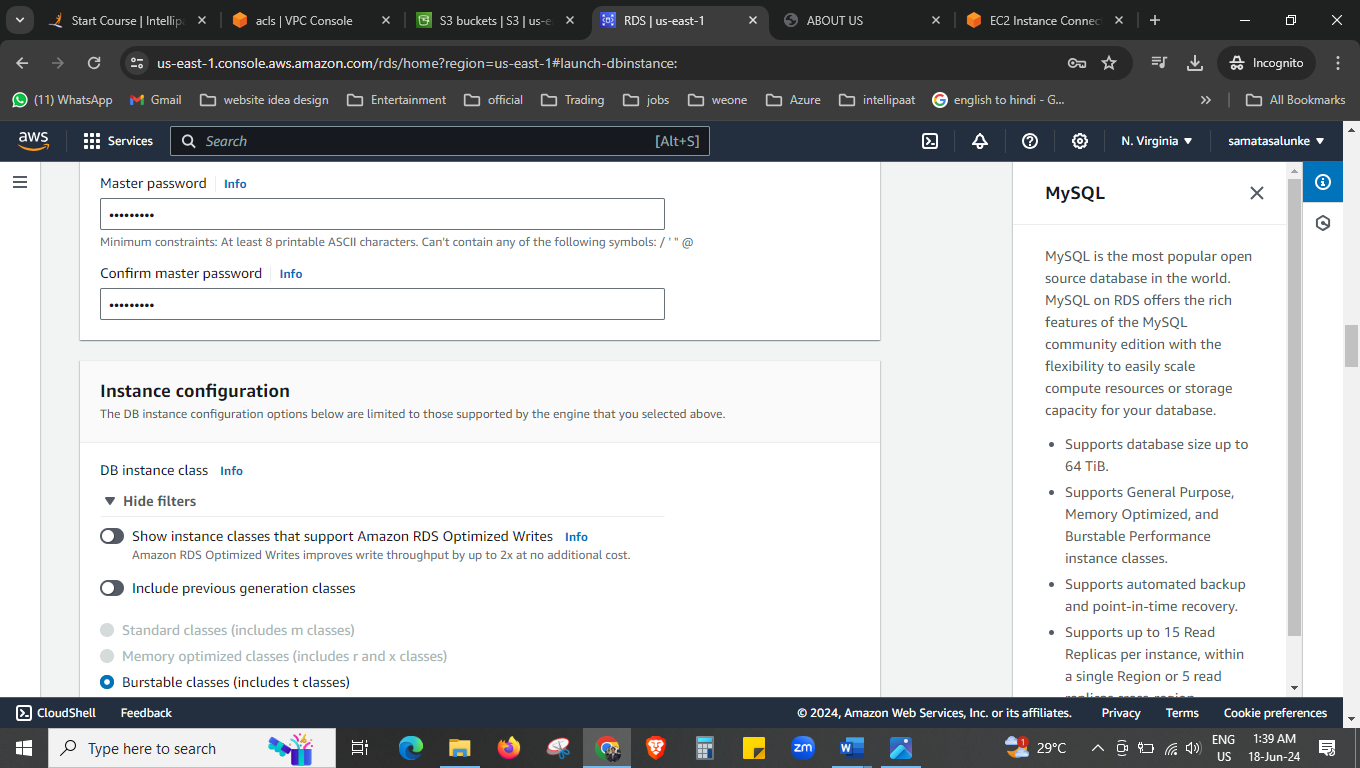 Start Course | Intellipa
acls | VPC Console
S3 buckets | S3 | us-e
RDS | us-east-1
ABOUT US
EC2 Instance Connec
us-east-1.console.aws.amazon.com/rds/home?region=us-east-1#launch-dbinstance:
Incognito
(11) WhatsApp
Gmail
website idea design
Entertainment
official
Trading
jobs
weone
Azure
intellipaat
english to hindi - G...
All Bookmarks
aws
Services
Search
[Alt+S]
N. Virginia
samatasalunke
Master password
Info
•••••••••
Minimum constraints: At least 8 printable ASCII characters. Can't contain any of the following symbols: / ' " @
Confirm master password
Info
•••••••••
Instance configuration
The DB instance configuration options below are limited to those supported by the engine that you selected above.
DB instance class
Info
Hide filters
Show instance classes that support Amazon RDS Optimized Writes
Info
Amazon RDS Optimized Writes improves write throughput by up to 2x at no additional cost.
Include previous generation classes
Standard classes (includes m classes)
Memory optimized classes (includes r and x classes)
Burstable classes (includes t classes)
MySQL
MySQL is the most popular open
source database in the world.
MySQL on RDS offers the rich
features of the MySQL
community edition with the
flexibility to easily scale
compute resources or storage
capacity for your database.
• Supports database size up to
64 TiB.
• Supports General Purpose,
Memory Optimized, and
Burstable Performance
instance classes.
• Supports automated backup
and point-in-time recovery.
• Supports up to 15 Read
Replicas per instance, within
a single Region or 5 read
replicas cross-region
CloudShell
Feedback
© 2024, Amazon Web Services, Inc. or its affiliates.
Privacy
Terms
Cookie preferences
Type here to search
zm
1
29°C
ENG
US
1:39 AM
18-Jun-24